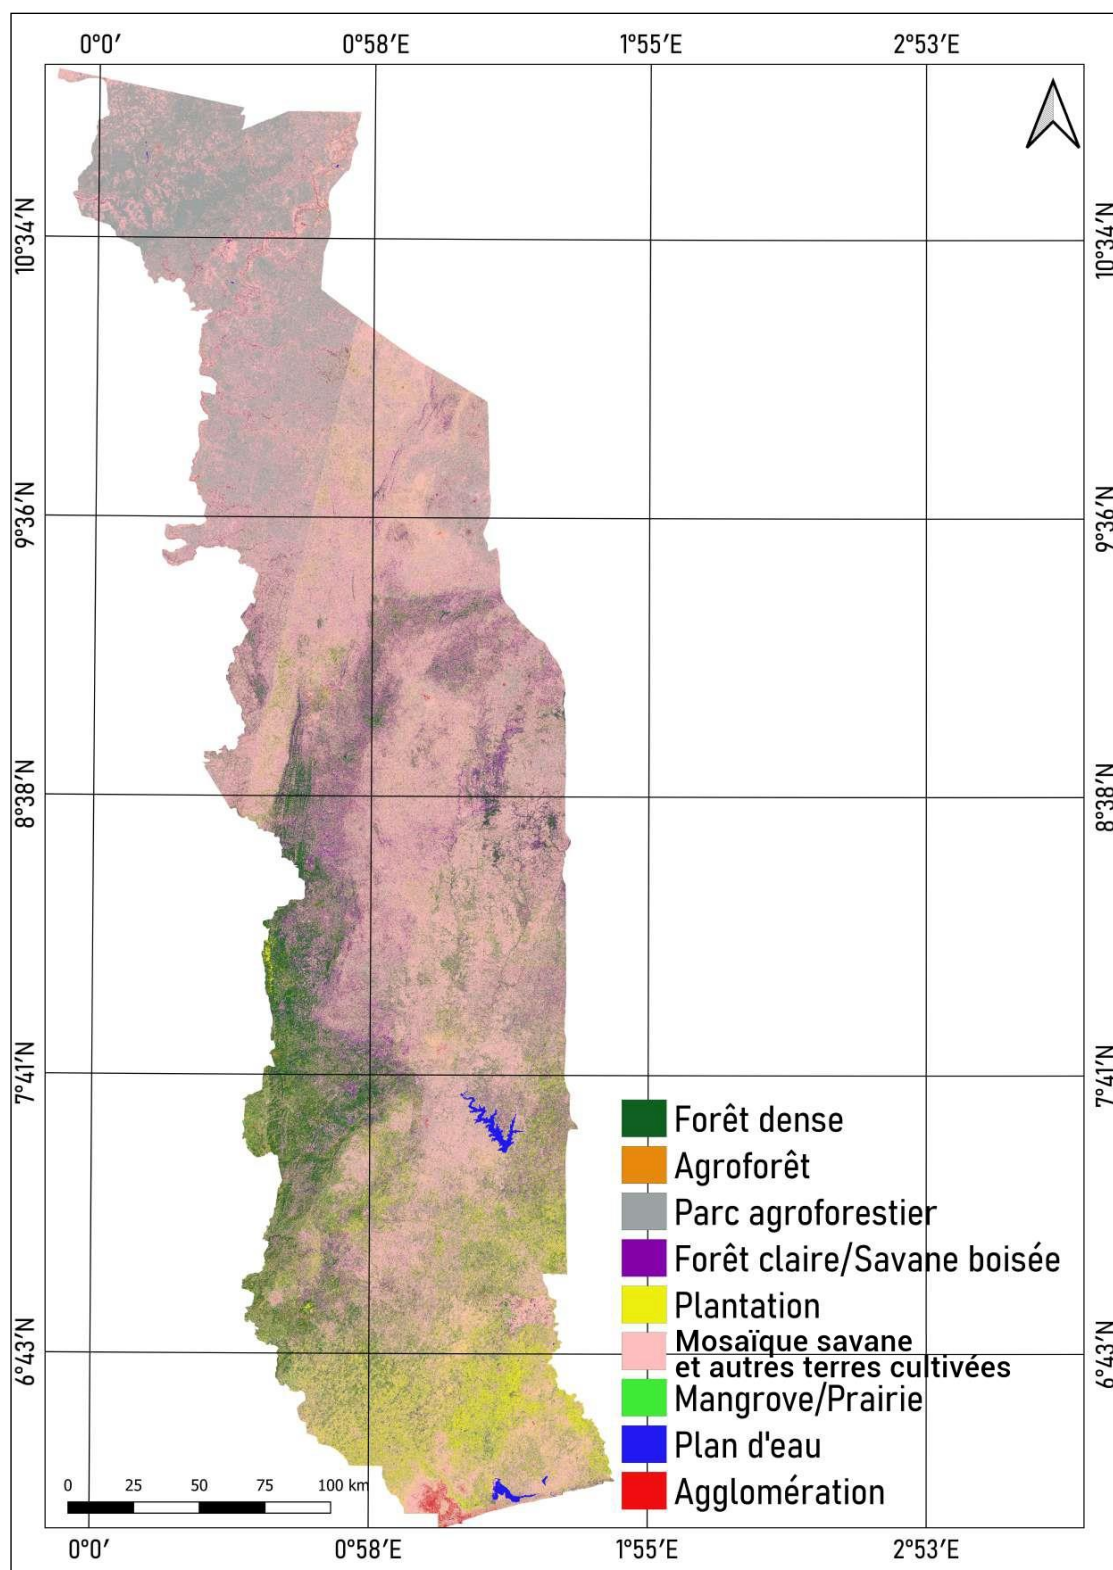 0°0′ 0°58′E 1°55′E 2°53′E
10°34′N 10°34′N
9°36′N 9°36′N
8°38′N 8°38′N
7°41′N 7°41′N
Forêt dense
Agroforêt
Parc agroforestier
Forêt claire/Savane boisée
Plantation
Mosaïque savane
et autres terres cultivées
6°43′N 6°43′N
Mangrove/Prairie
Plan d'eau
Agglomération
0 25 50 75 100 km
0°0′ 0°58′E 1°55′E 2°53′E